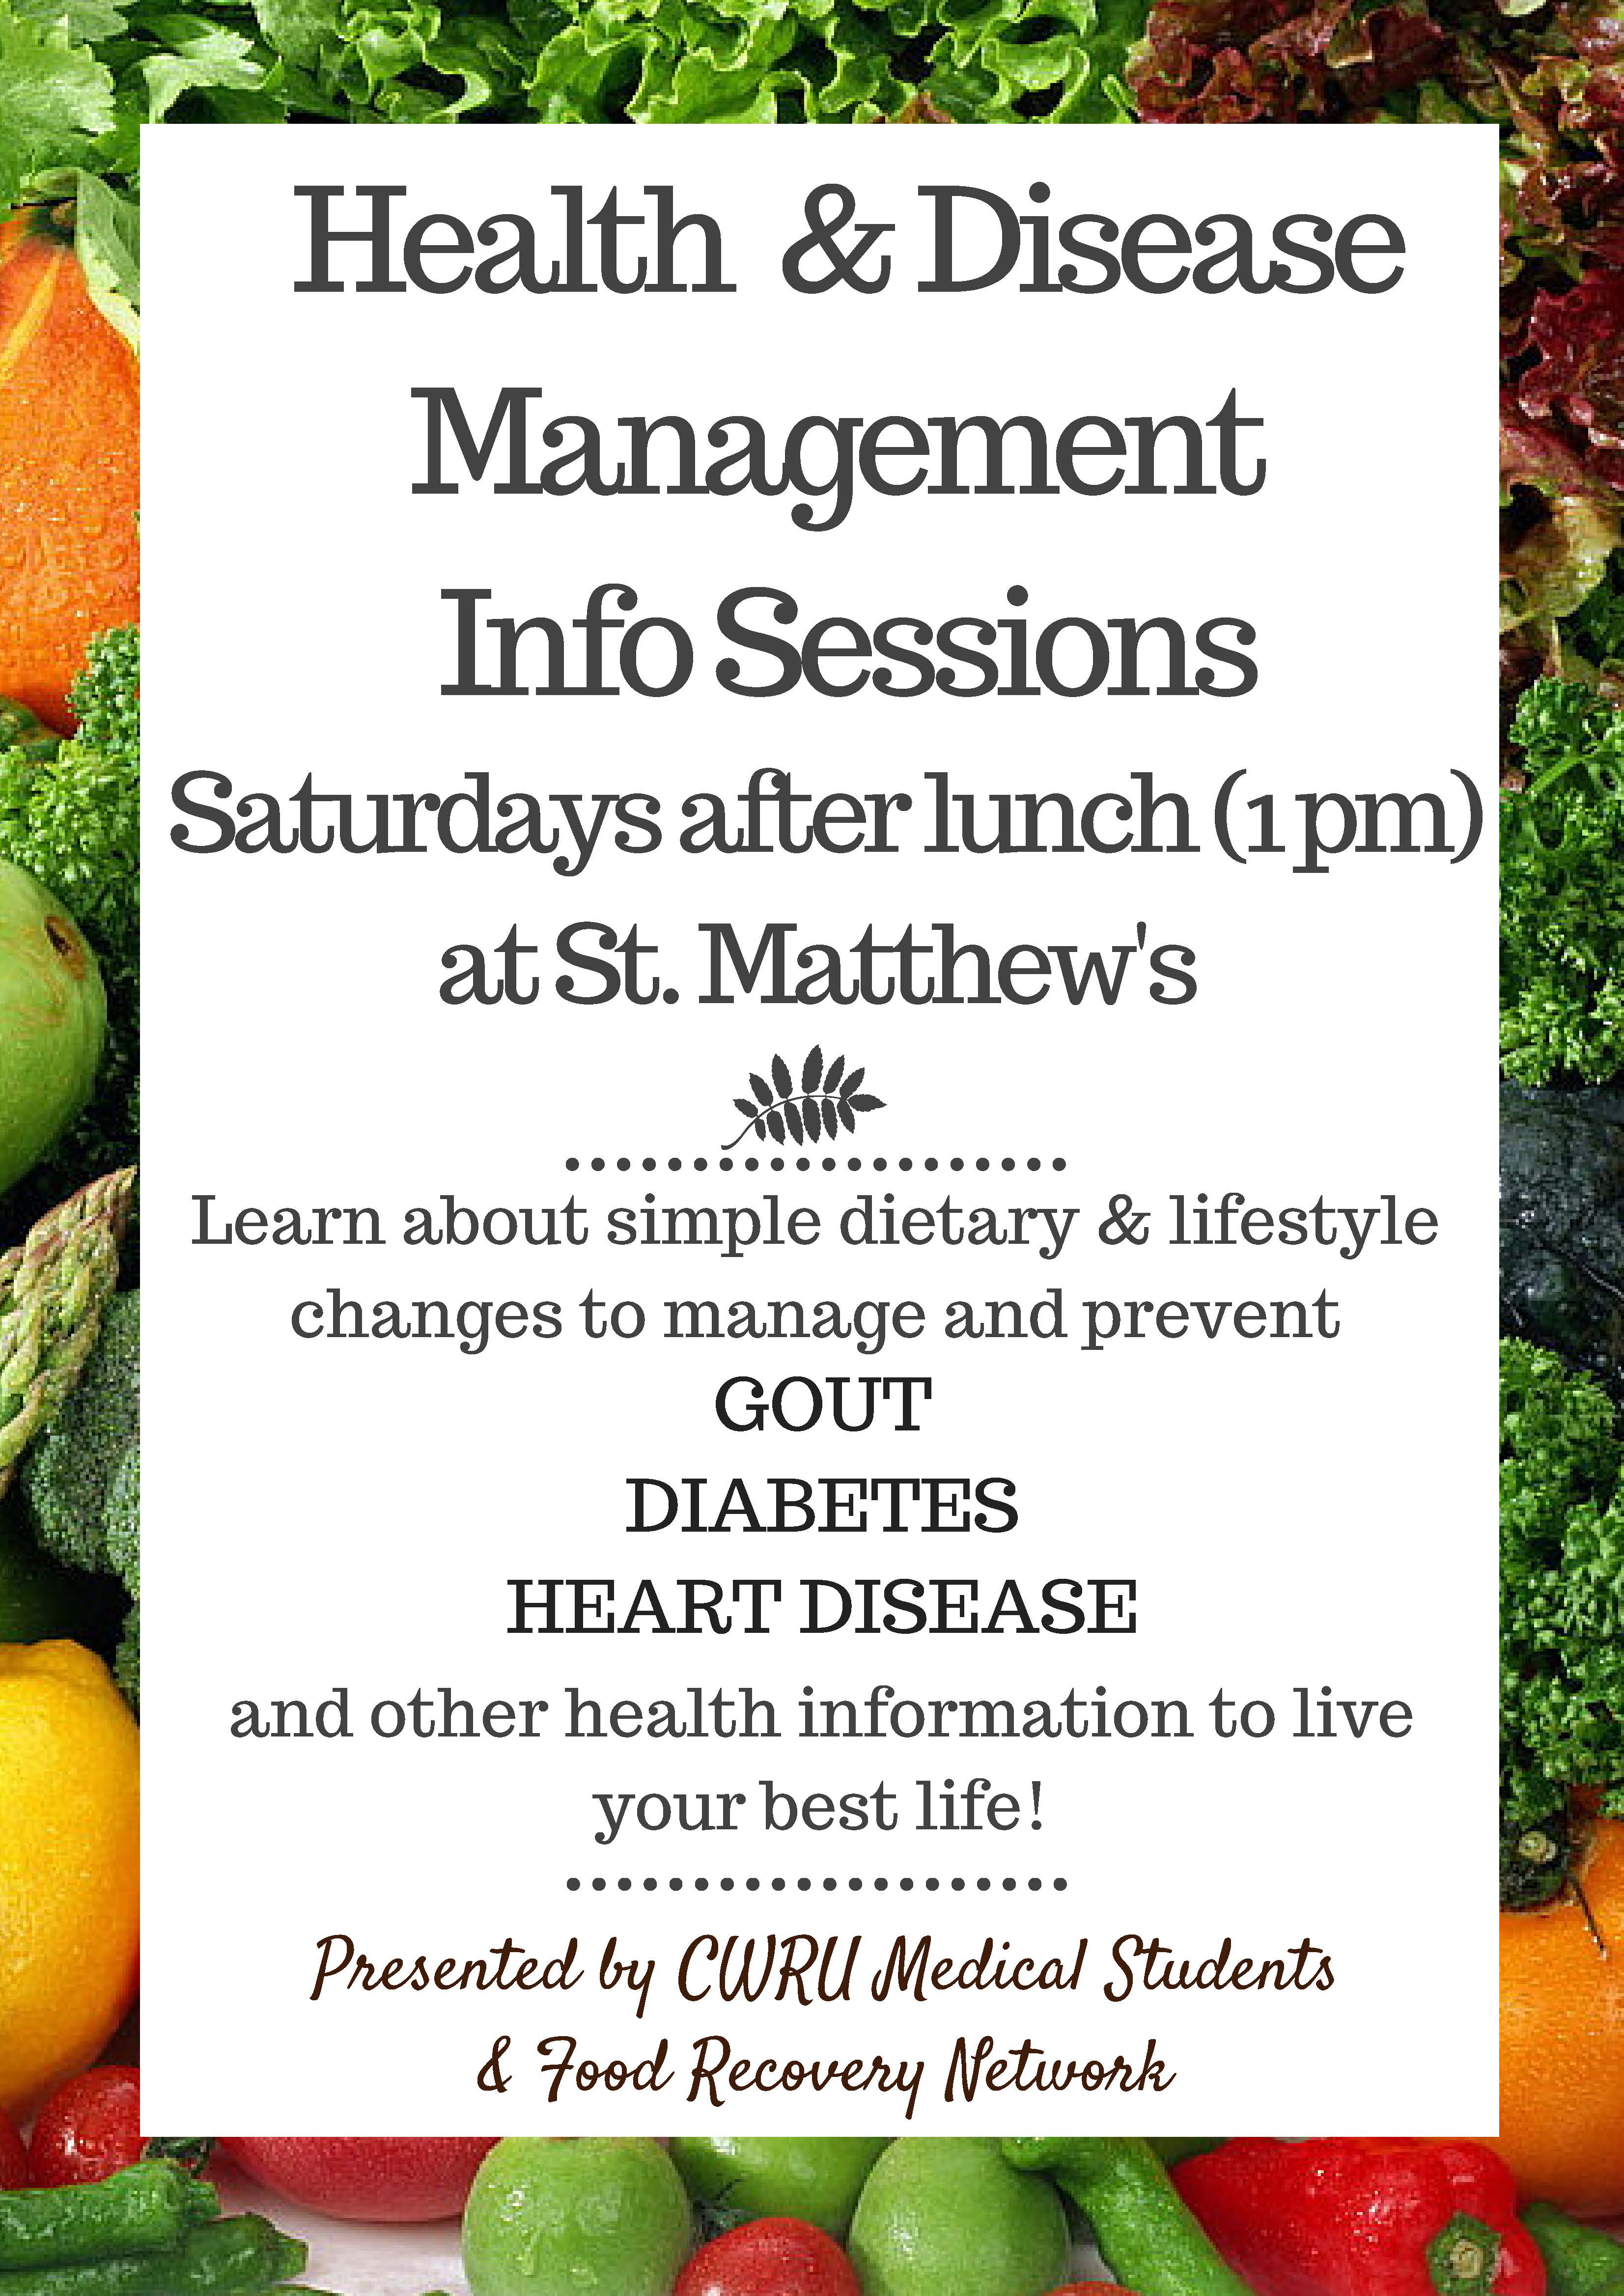 Health & Disease
Management
Info Sessions
Saturdays after lunch (1 pm)
at St. Matthew's
Learn about simple dietary & lifestyle
changes to manage and prevent
GOUT
DIABETES
HEART DISEASE
and other health information to live
your best life!
Presented by CWRU Medical Students
& Food Recovery Network